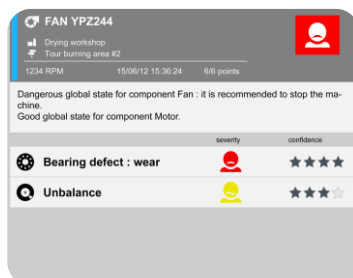 FAN YPZ244
Drying workshop
Tour burning area #2
1234 RPM 15/06/12 15:36:24 6/6 points
Dangerous global state for component Fan : it is recommended to stop the ma-
chine.
Good global state for component Motor.
severity confidence
Bearing defect : wear
Unbalance